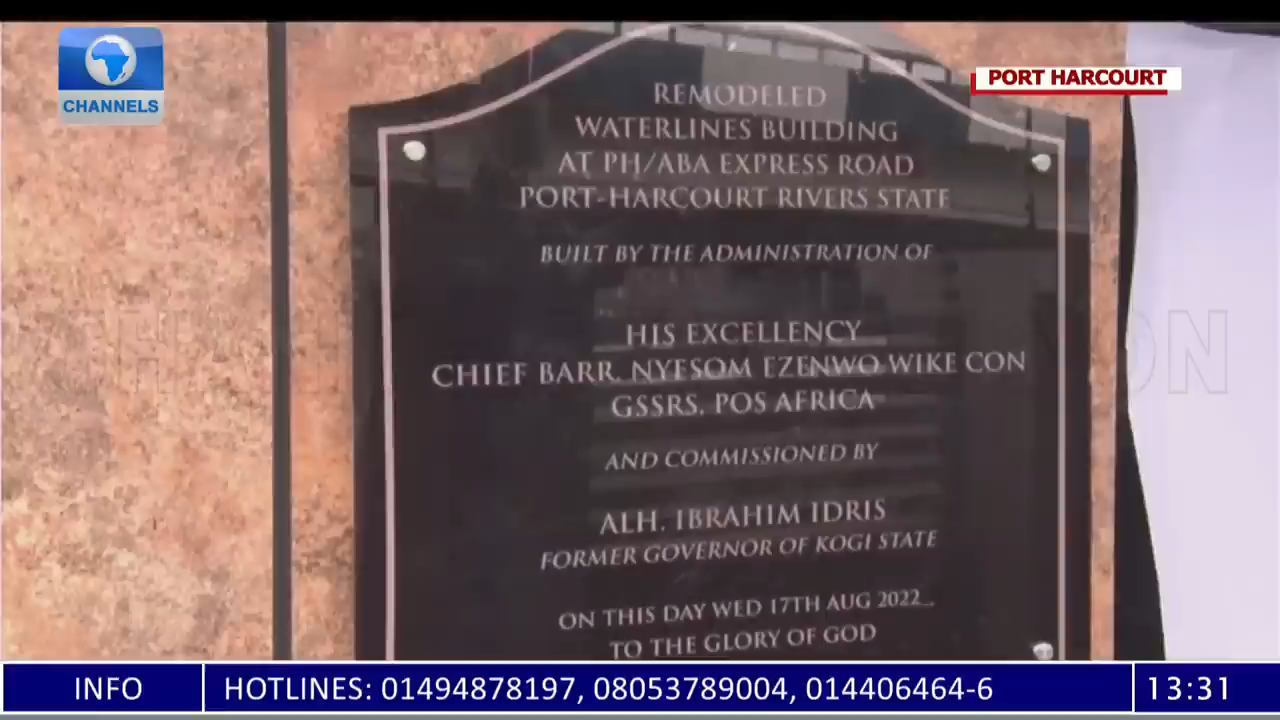 CHANNELS
PORT HARCOURT
REMODELED
WATERLINES BUILDING
AT PH/ABA EXPRESS ROAD
PORT-HARCOURT RIVERS STATE
BUILT BY THE ADMINISTRATION OF
HIS EXCELLENCY
CHIEF BARR. NYESOM EZENWO WIKE CON
GSSRS, POS AFRICA
AND COMMISSIONED BY
ALH. IBRAHIM IDRIS
FORMER GOVERNOR OF KOGI STATE
ON THIS DAY WED 17TH AUG 2022
TO THE GLORY OF GOD
INFO
HOTLINES: 01494878197, 08053789004, 014406464-6
13:31